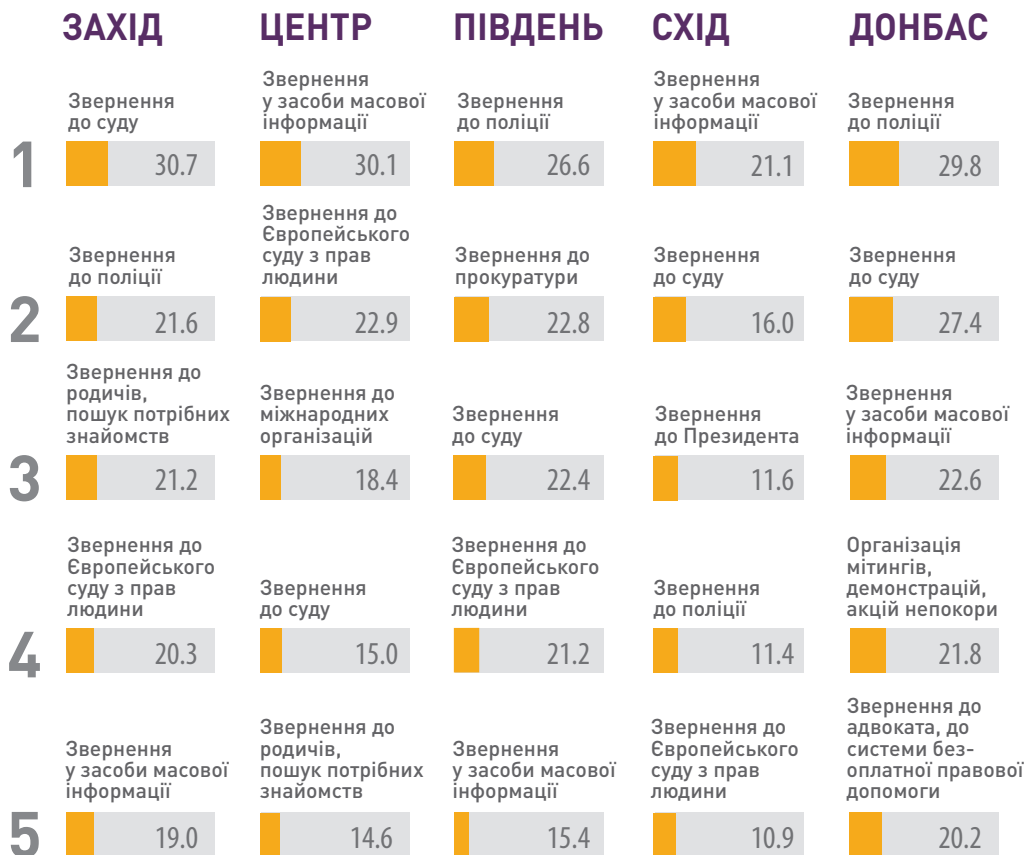 ЗАХІД
ЦЕНТР
ПІВДЕНЬ
СХІД
ДОНБАС
1
Звернення
до суду
30.7
Звернення
у засоби масової
інформації
30.1
Звернення
до поліції
26.6
Звернення
у засоби масової
інформації
21.1
Звернення
до поліції
29.8
2
Звернення
до поліції
21.6
Звернення до
Європейського
суду з прав
людини
22.9
Звернення до
прокуратури
22.8
Звернення
до суду
16.0
Звернення
до суду
27.4
3
Звернення до
родичів,
пошук потрібних
знайомств
21.2
Звернення до
міжнародних
організацій
18.4
Звернення
до суду
22.4
Звернення
до Президента
11.6
Звернення
у засоби масової
інформації
22.6
4
Звернення до
Європейського
суду з прав
людини
20.3
Звернення
до суду
15.0
Звернення до
Європейського
суду з прав
людини
21.2
Звернення
до поліції
11.4
Організація
мітингів,
демонстрацій,
акцій непокори
21.8
5
Звернення
у засоби масової
інформації
19.0
Звернення до
родичів,
пошук потрібних
знайомств
14.6
Звернення
у засоби масової
інформації
15.4
Звернення до
Європейського
суду з прав
людини
10.9
Звернення до
адвоката, до
системи без-
оплатної правової
допомоги
20.2